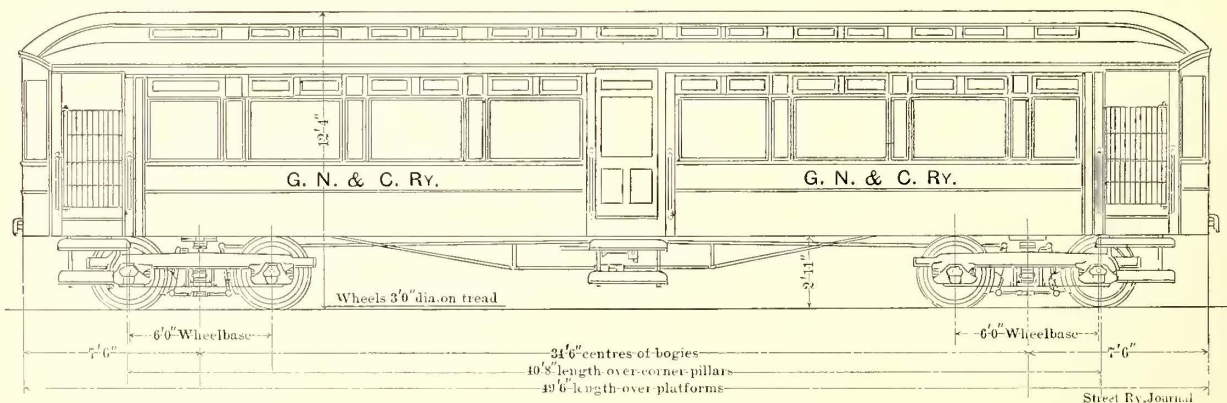 12'4"
G. N. & C. RY.
G. N. & C. RY.
2'11"
Wheels 3'0" dia. on tread
6'0" Wheelbase
6'0" Wheelbase
7'6"
34'6" centres of bogies
7'6"
40'8" length over corner pillars
49'6" length over platforms
Street Ry. Journal